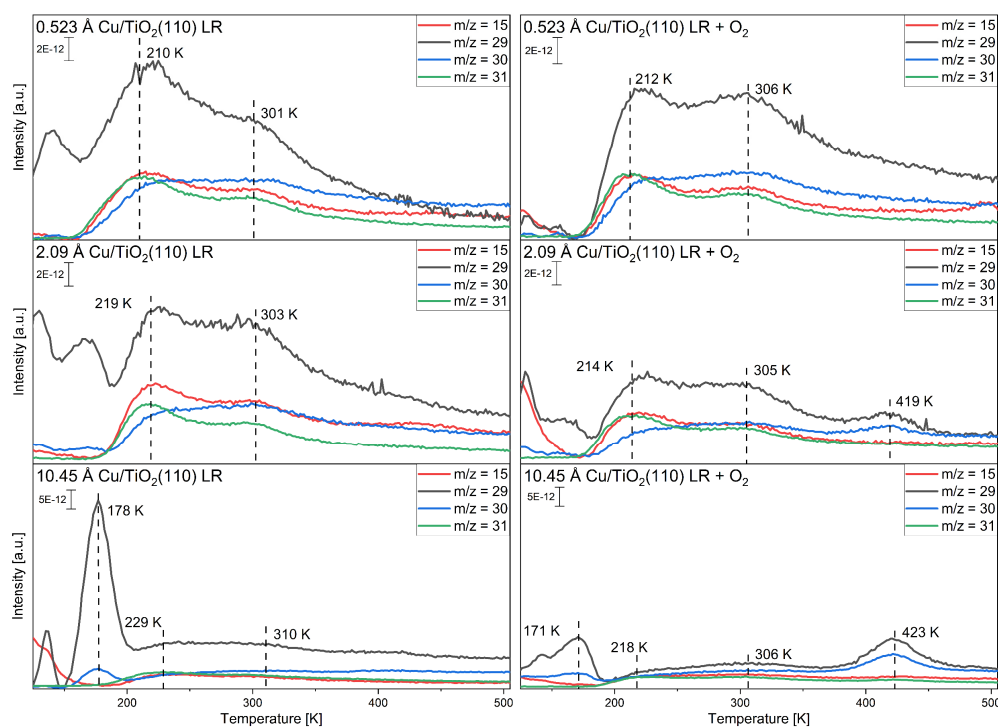 0.523 Å Cu/TiO2(110) LR
2E-12
210 K
301 K
m/z = 15
m/z = 29
m/z = 30
m/z = 31
Intensity [a.u.]
0.523 Å Cu/TiO2(110) LR + O2
2E-12
212 K
306 K
m/z = 15
m/z = 29
m/z = 30
m/z = 31
2.09 Å Cu/TiO2(110) LR
2E-12
219 K
303 K
m/z = 15
m/z = 29
m/z = 30
m/z = 31
Intensity [a.u.]
2.09 Å Cu/TiO2(110) LR + O2
2E-12
214 K
305 K
419 K
m/z = 15
m/z = 29
m/z = 30
m/z = 31
10.45 Å Cu/TiO2(110) LR
5E-12
178 K
229 K
310 K
m/z = 15
m/z = 29
m/z = 30
m/z = 31
Intensity [a.u.]
200 300 400 500
Temperature [K]
10.45 Å Cu/TiO2(110) LR + O2
5E-12
171 K
218 K
306 K
423 K
m/z = 15
m/z = 29
m/z = 30
m/z = 31
200 300 400 500
Temperature [K]